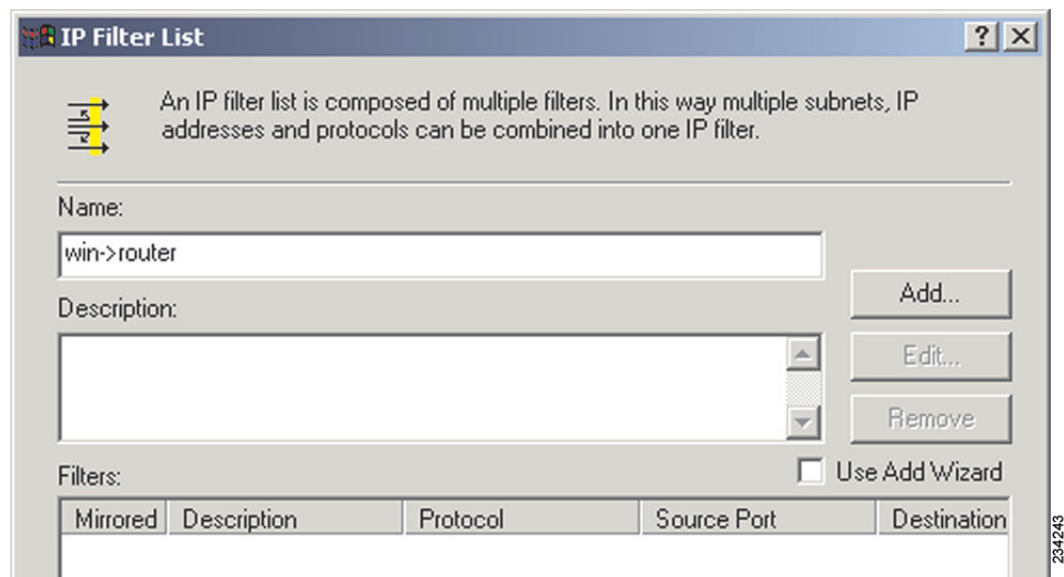 IP Filter List
An IP filter list is composed of multiple filters. In this way multiple subnets, IP
addresses and protocols can be combined into one IP filter.
Name:
win->router
Add...
Description:
Edit...
Remove
Filters:
Use Add Wizard
Mirrored Description Protocol Source Port Destination
234243